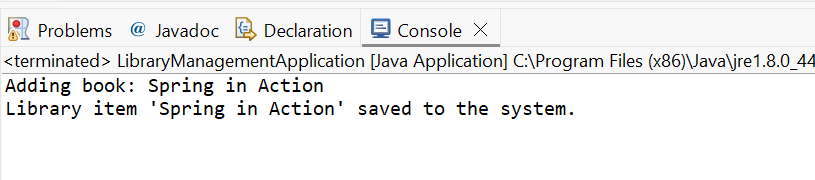 Problems @ Javadoc Declaration Console
<terminated> LibraryManagementApplication [Java Application] C:\Program Files (x86)\Java\jre1.8.0_44
Adding book: Spring in Action
Library item 'Spring in Action' saved to the system.